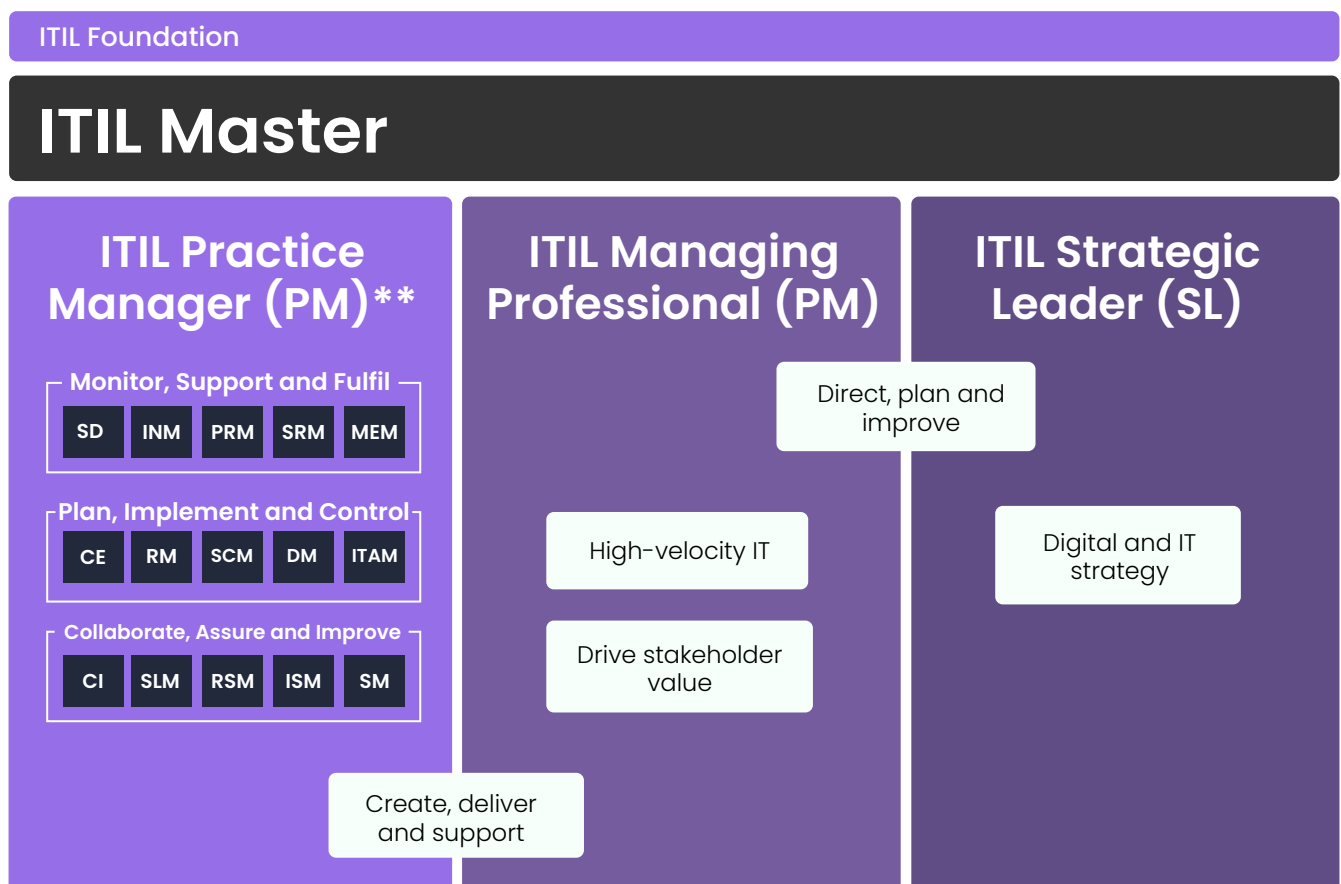 ITIL Foundation
ITIL Master
ITIL Practice
Manager (PM)**
Monitor, Support and Fulfil
SD INM PRM SRM MEM
Plan, Implement and Control
CE RM SCM DM ITAM
Collaborate, Assure and Improve
CI SLM RSM ISM SM
Create, deliver
and support
ITIL Managing
Professional (PM)
Direct, plan and
improve
High-velocity IT
Drive stakeholder
value
ITIL Strategic
Leader (SL)
Digital and IT
strategy